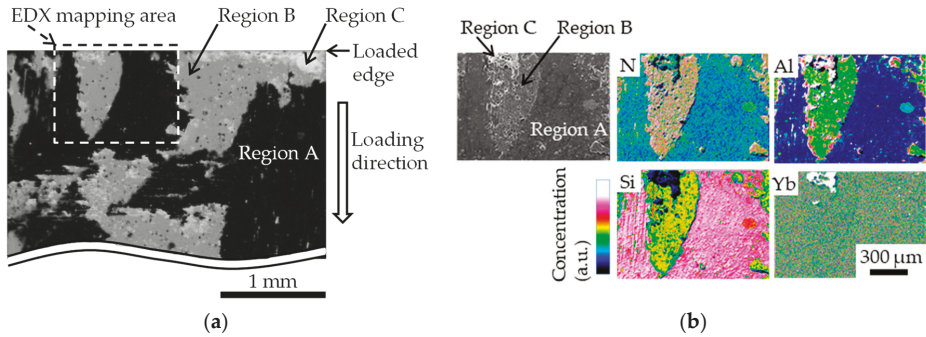 EDX mapping area
Region B
Region C
Loaded
edge
Loading
direction
Region A
1 mm
(a)
Region C
Region B
Region A
N
Al
Si
Yb
Concentration
(a.u.)
300 μm
(b)